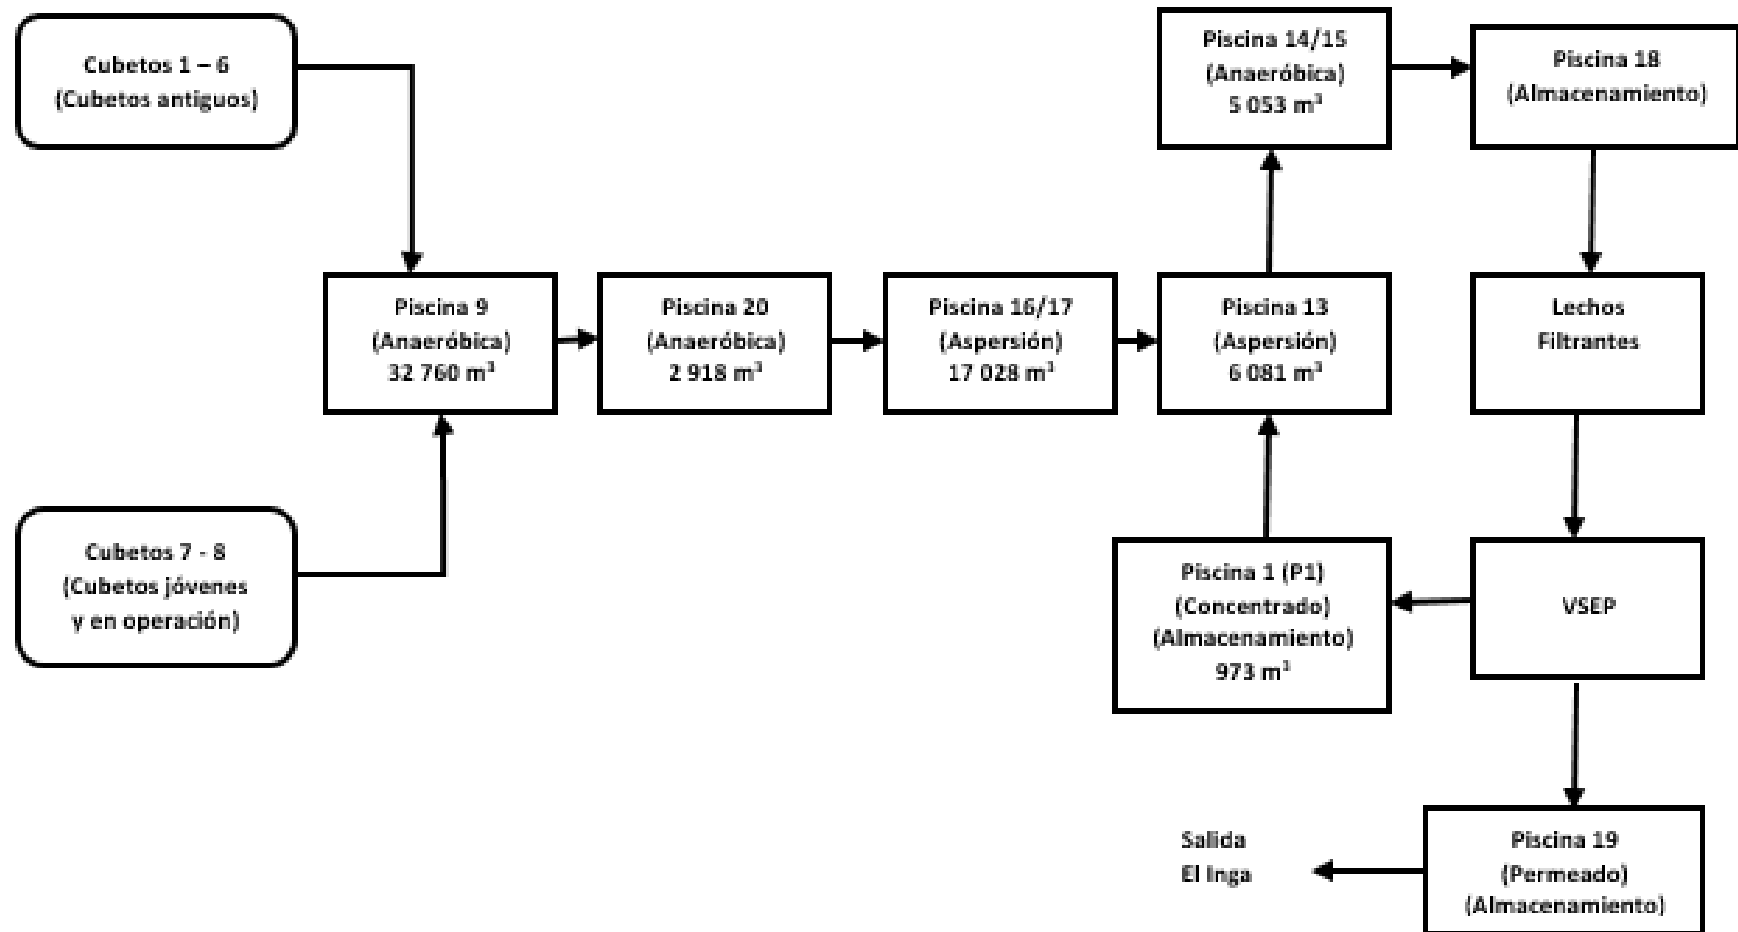 Cubetos 1 – 6
(Cubetos antiguos)
Piscina 14/15
(Anaeróbica)
5 053 m³
Piscina 18
(Almacenamiento)
Piscina 9
(Anaeróbica)
32 760 m³
Piscina 20
(Anaeróbica)
2 918 m³
Piscina 16/17
(Aspersión)
17 028 m³
Piscina 13
(Aspersión)
6 081 m³
Lechos
Filtrantes
Cubetos 7 - 8
(Cubetos jóvenes
y en operación)
Piscina 1 (P1)
(Concentrado)
(Almacenamiento)
973 m³
VSEP
Salida
El Inga
Piscina 19
(Permeado)
(Almacenamiento)